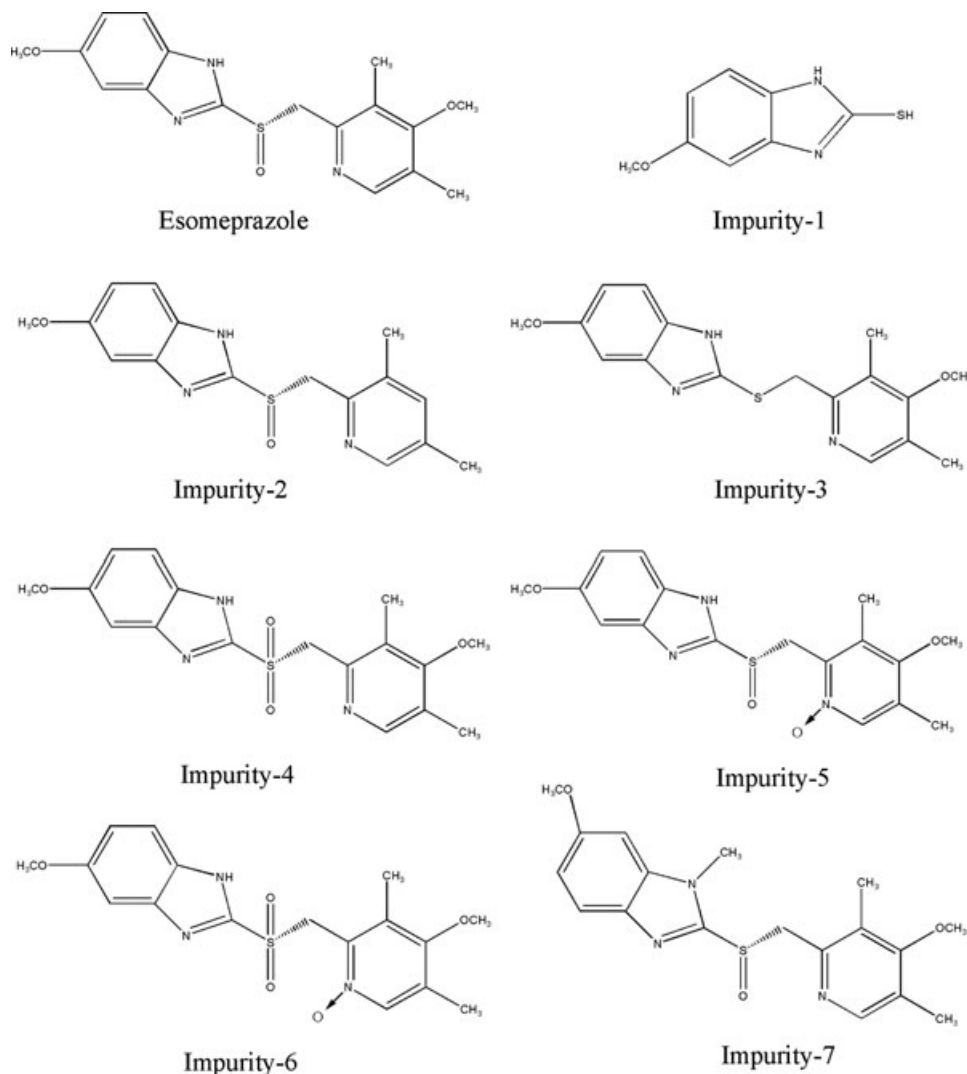 H₃CO NH N S O CH₃ OCH₃ N CH₃
Esomeprazole
H N SH N H₃CO
Impurity-1
H₃CO NH N S O CH₃ N CH₃
Impurity-2
H₃CO NH N S CH₃ OCH N CH₃
Impurity-3
H₃CO NH N O S O CH₃ OCH₃ N CH₃
Impurity-4
H₃CO NH N S O CH₃ OCH₃ N O CH₃
Impurity-5
H₃CO NH N O S O CH₃ OCH₃ N O CH₃
Impurity-6
H₃CO CH₃ N N S O CH₃ OCH₃ N CH₃
Impurity-7